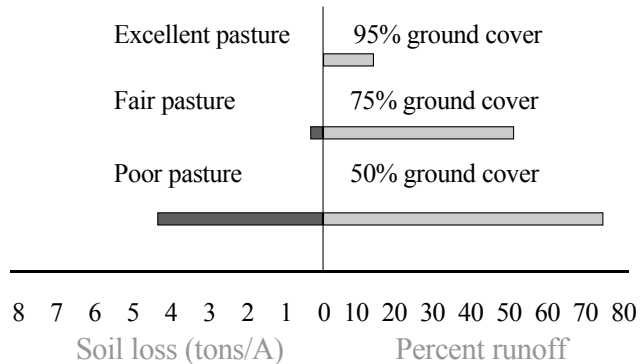 Excellent pasture 95% ground cover
Fair pasture 75% ground cover
Poor pasture 50% ground cover
8 7 6 5 4 3 2 1 0 10 20 30 40 50 60 70 80
Soil loss (tons/A) Percent runoff